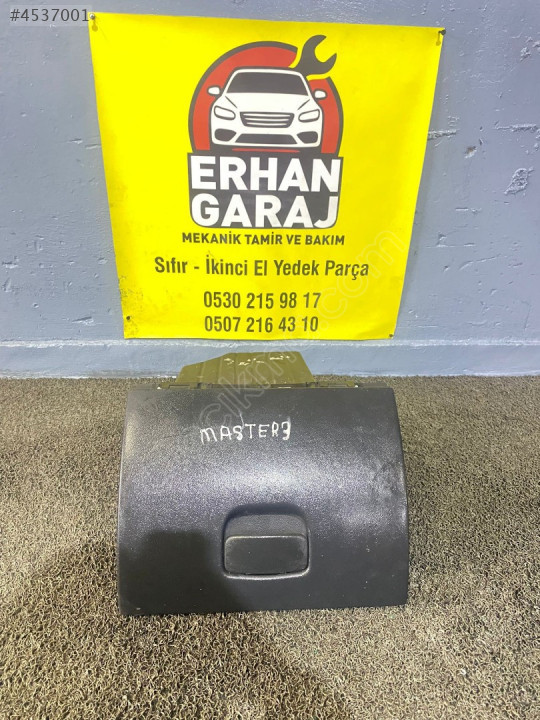 #4537001
ERHAN
GARAJ
MEKANİK TAMİR VE BAKIM
Sıfır - İkinci El Yedek Parça
0530 215 98 17
0507 216 43 10
MASTER3